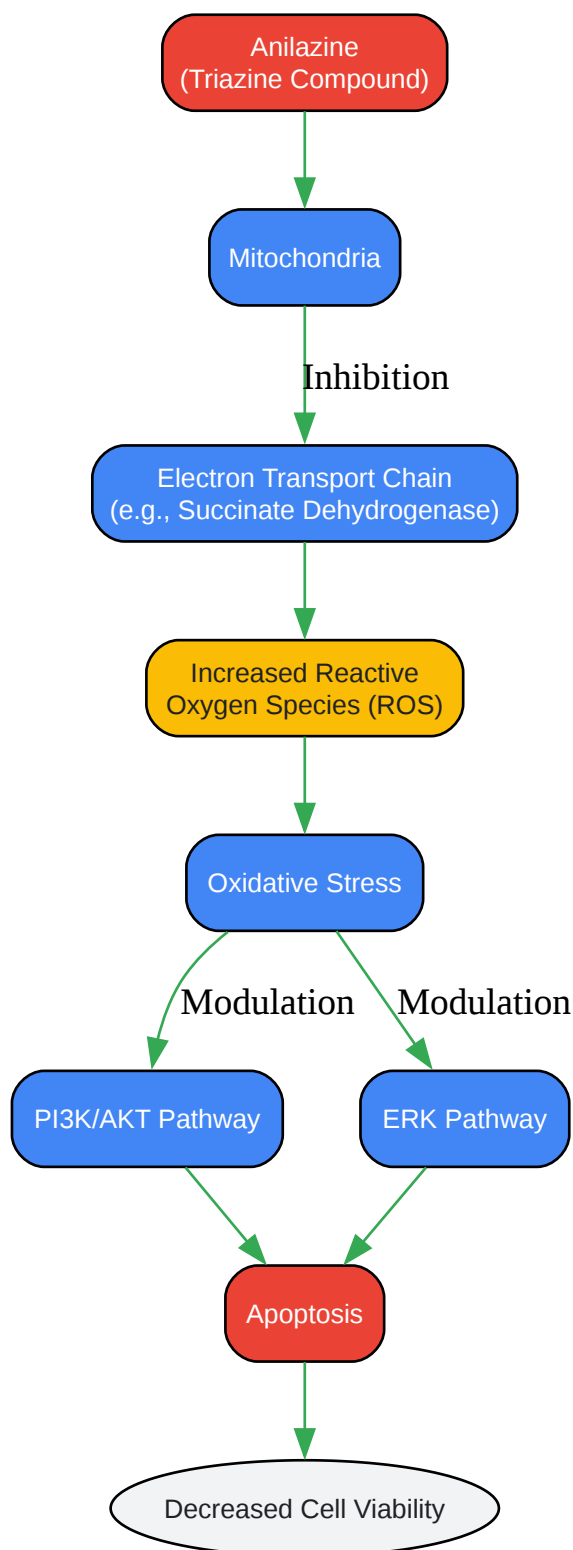 Anilazine
(Triazine Compound)
Mitochondria
Inhibition
Electron Transport Chain
(e.g., Succinate Dehydrogenase)
Increased Reactive
Oxygen Species (ROS)
Oxidative Stress
Modulation
Modulation
PI3K/AKT Pathway
ERK Pathway
Apoptosis
Decreased Cell Viability